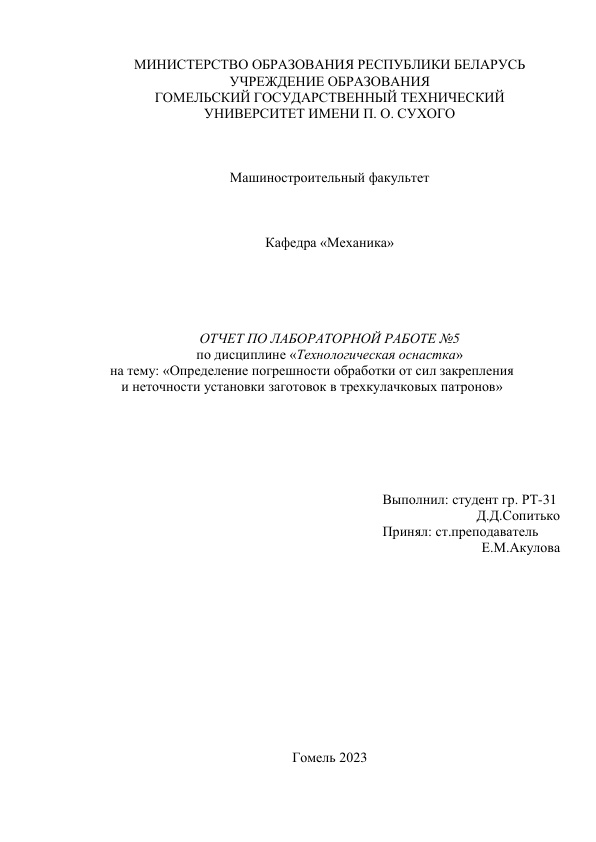 МИНИСТЕРСТВО ОБРАЗОВАНИЯ РЕСПУБЛИКИ БЕЛАРУСЬ
УЧРЕЖДЕНИЕ ОБРАЗОВАНИЯ
ГОМЕЛЬСКИЙ ГОСУДАРСТВЕННЫЙ ТЕХНИЧЕСКИЙ
УНИВЕРСИТЕТ ИМЕНИ П. О. СУХОГО
Машиностроительный факультет
Кафедра «Механика»
ОТЧЕТ ПО ЛАБОРАТОРНОЙ РАБОТЕ №5
по дисциплине «Технологическая оснастка»
на тему: «Определение погрешности обработки от сил закрепления
и неточности установки заготовок в трехкулачковых патронов»
Выполнил: студент гр. РТ-31
Д.Д.Сопитько
Принял: ст.преподаватель
Е.М.Акулова
Гомель 2023